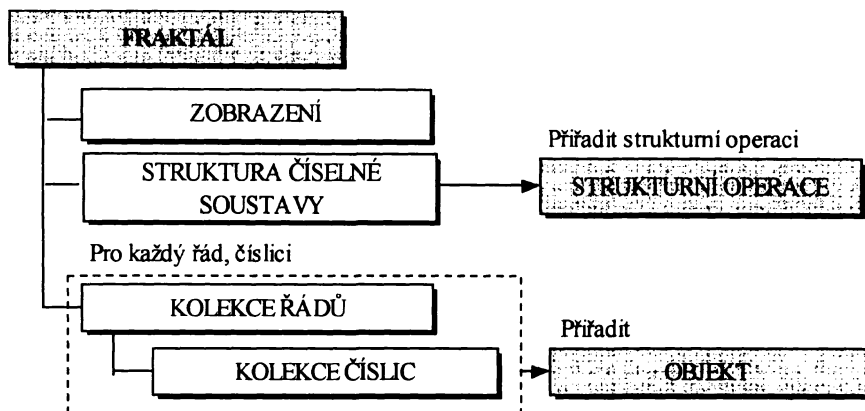 FRAKTÁL
ZOBRAZENÍ
Přiřadit strukturní operaci
STRUKTURA ČÍSELNÉ
SOUSTAVY
STRUKTURNÍ OPERACE
Pro každý řád, číslici
KOLEKCE ŘÁDŮ
Přiřadit
KOLEKCE ČÍSLIC
OBJEKT